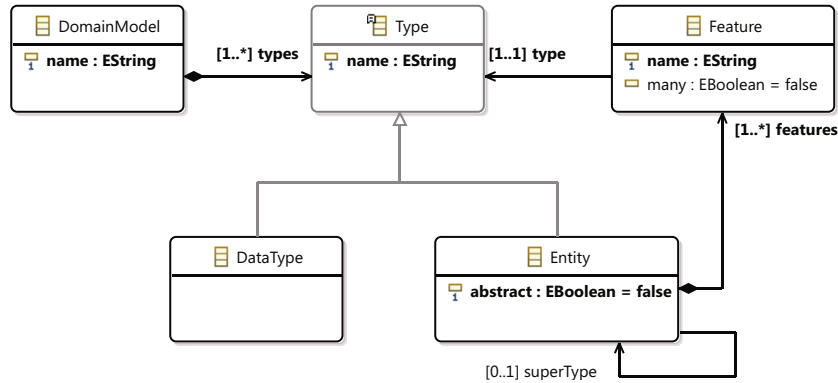 DomainModel
name : EString
[1..*] types
Type
name : EString
[1..1] type
Feature
name : EString
many : EBoolean = false
[1..*] features
DataType
Entity
abstract : EBoolean = false
[0..1] superType